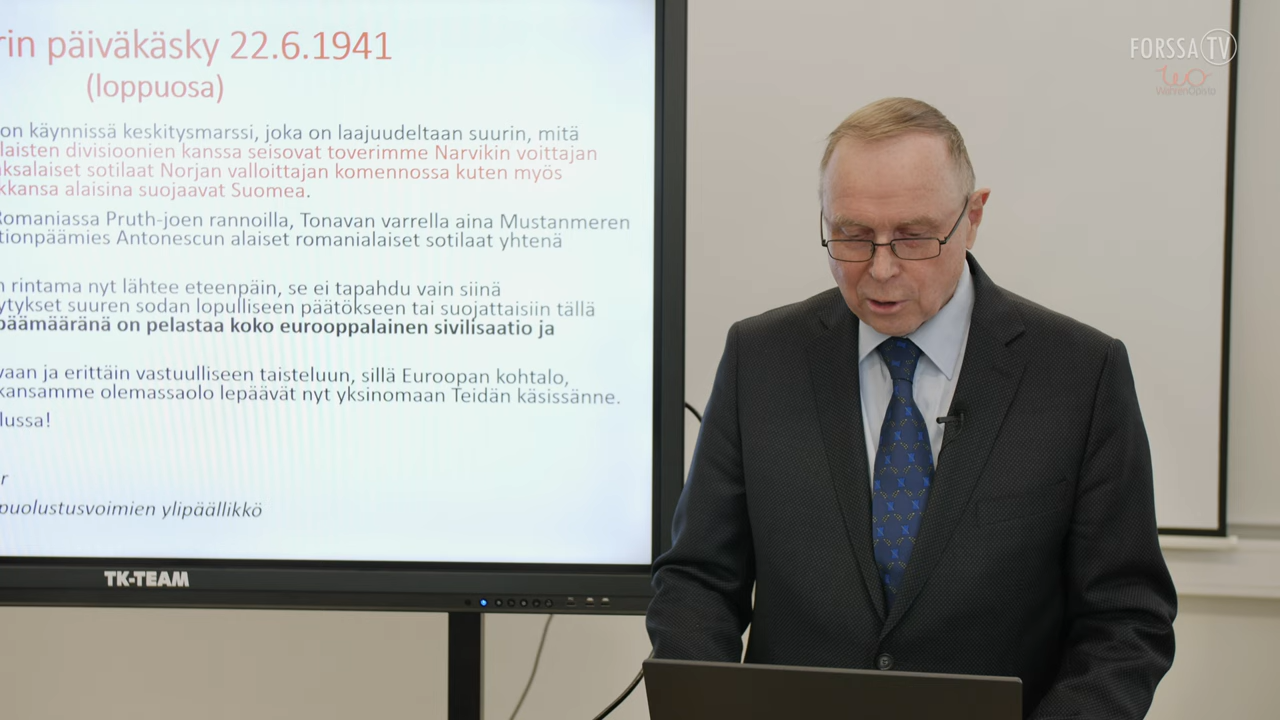 rin päiväkäsky 22.6.1941
(loppuosa)
on käynnissä keskitysmarssi, joka on laajuudeltaan suurin, mitä
laisten divisioonien kanssa seisovat toverimme Narvikin voittajan
ksalaiset sotilaat Norjan valloittajan komennossa kuten myös
kkansa alaisina suojaavat Suomea.
Romaniassa Pruth-joen rannoilla, Tonavan varrella aina Mustanmeren
tionpäämies Antonescun alaiset romanialaiset sotilaat yhtenä
n rintama nyt lähtee eteenpäin, se ei tapahdu vain siinä
ytykset suuren sodan lopulliseen päätökseen tai suojattaisiin tällä
päämääränä on pelastaa koko eurooppalainen sivilisaatio ja
vaan ja erittäin vastuulliseen taisteluun, sillä Euroopan kohtalo,
kansamme olemassaolo lepäävät nyt yksinomaan Teidän käsissänne.
lussa!
r
puolustusvoimien ylipäällikkö
TK-TEAM
FORSSA TV